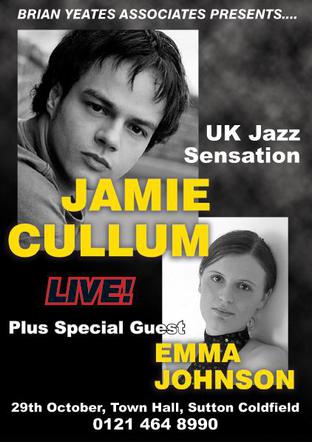 BRIAN YEATES ASSOCIATES PRESENTS....
UK Jazz
Sensation
JAMIE
CULLUM
LIVE!
Plus Special Guest
EMMA
JOHNSON
29th October, Town Hall, Sutton Coldfield
0121 464 8990